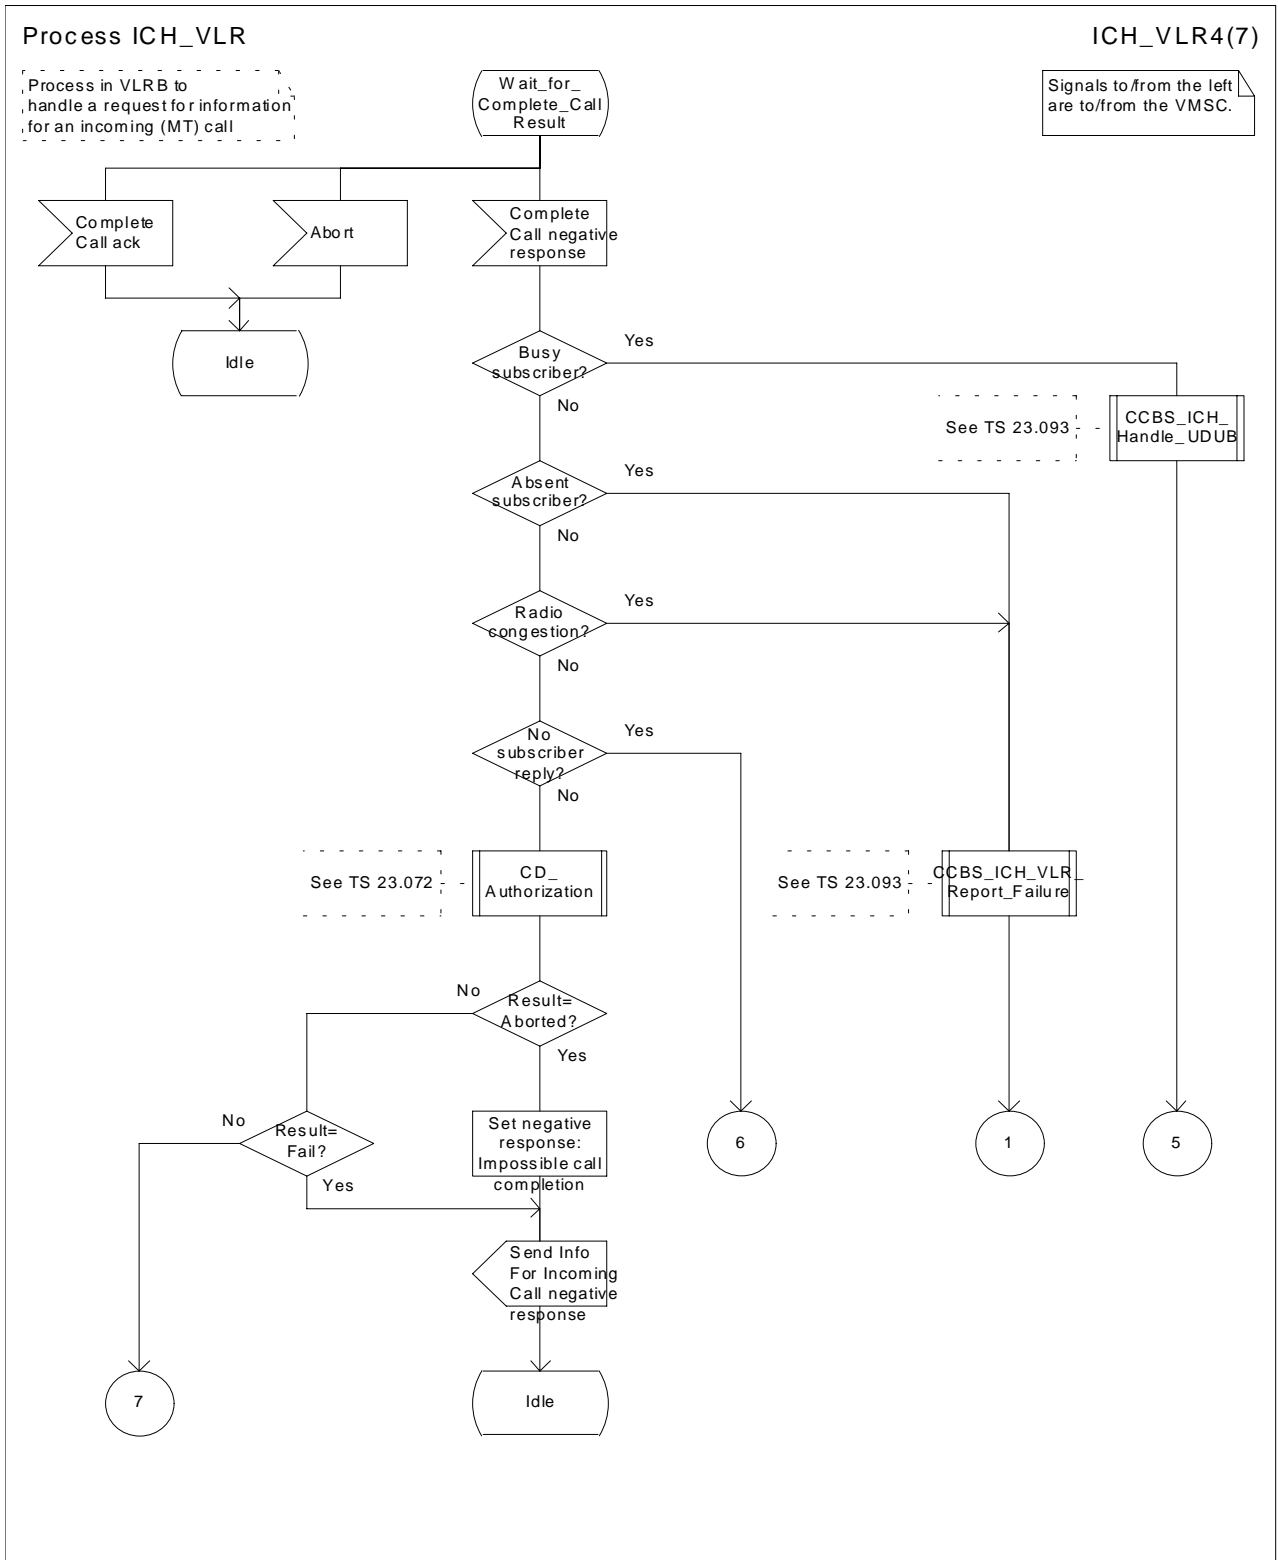 Process ICH_VLR
ICH_VLR4(7)
Process in VLRB to
handle a request for information
for an incoming (MT) call
Wait_for_
Complete_Call
Result
Signals to/from the left
are to/from the VMSC.
Complete
Call ack
Abort
Complete
Call negative
response
Idle
Busy
subscriber?
Yes
No
See TS 23.093
CCBS_ICH_
Handle_UDUB
Absent
subscriber?
Yes
No
Radio
congestion?
Yes
No
No
subscriber
reply?
Yes
No
See TS 23.072
CD_
Authorization
See TS 23.093
CCBS_ICH_VLR_
Report_Failure
No
Result=
Aborted?
Yes
No
Result=
Fail?
Yes
Set negative
response:
Impossible call
completion
6
1
5
Send Info
For Incoming
Call negative
response
7
Idle